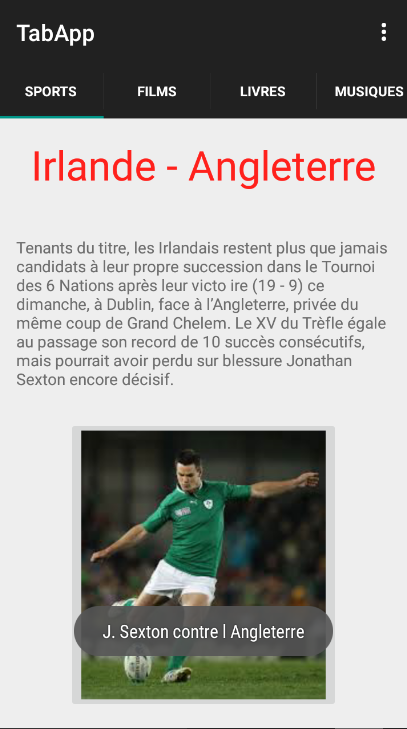 TabApp
SPORTS FILMS LIVRES MUSIQUES
Irlande - Angleterre
Tenants du titre, les Irlandais restent plus que jamais
candidats à leur propre succession dans le Tournoi
des 6 Nations après leur victo ire (19 - 9) ce
dimanche, à Dublin, face à l’Angleterre, privée du
même coup de Grand Chelem. Le XV du Trèfle égale
au passage son record de 10 succès consécutifs,
mais pourrait avoir perdu sur blessure Jonathan
Sexton encore décisif.
J. Sexton contre l Angleterre